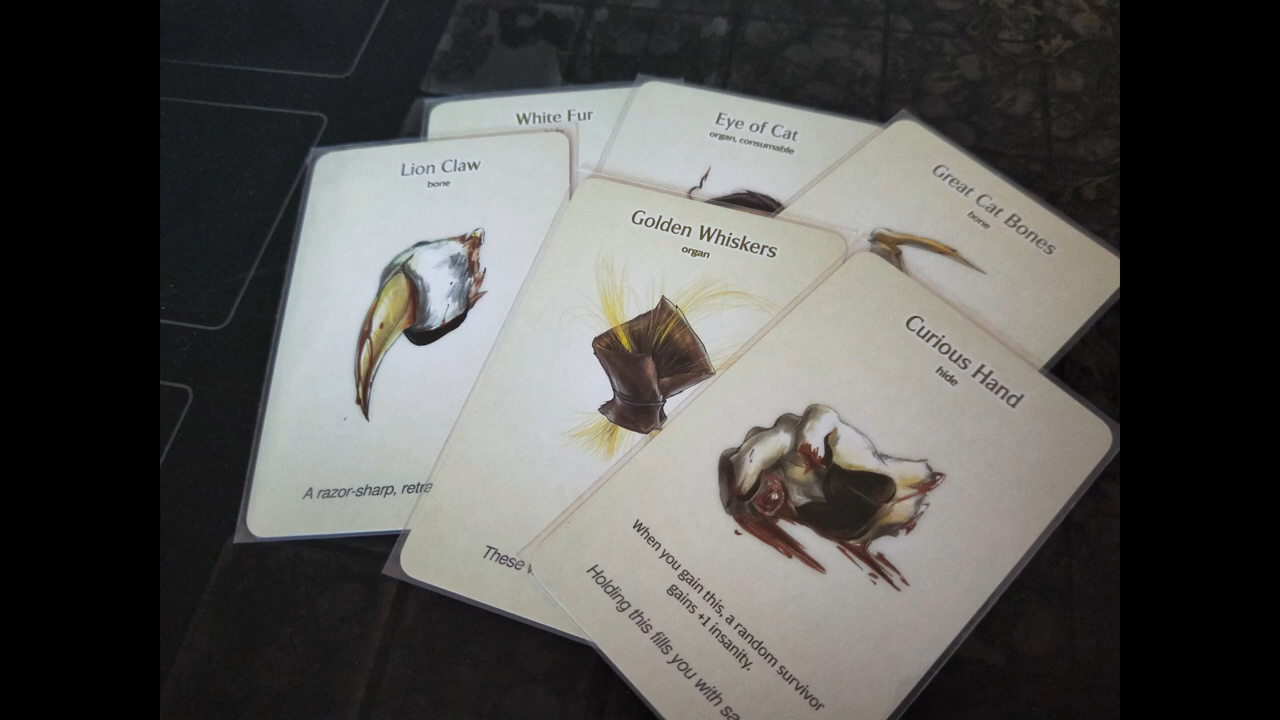 White Fur
Eye of Cat
organ, consumable
Great Cat Bones
bone
Lion Claw
bone
A razor-sharp,
Golden Whiskers
organ
These
Curious Hand
hide
When you gain this, a random survivor
gains +1 insanity.
Holding this fills you with